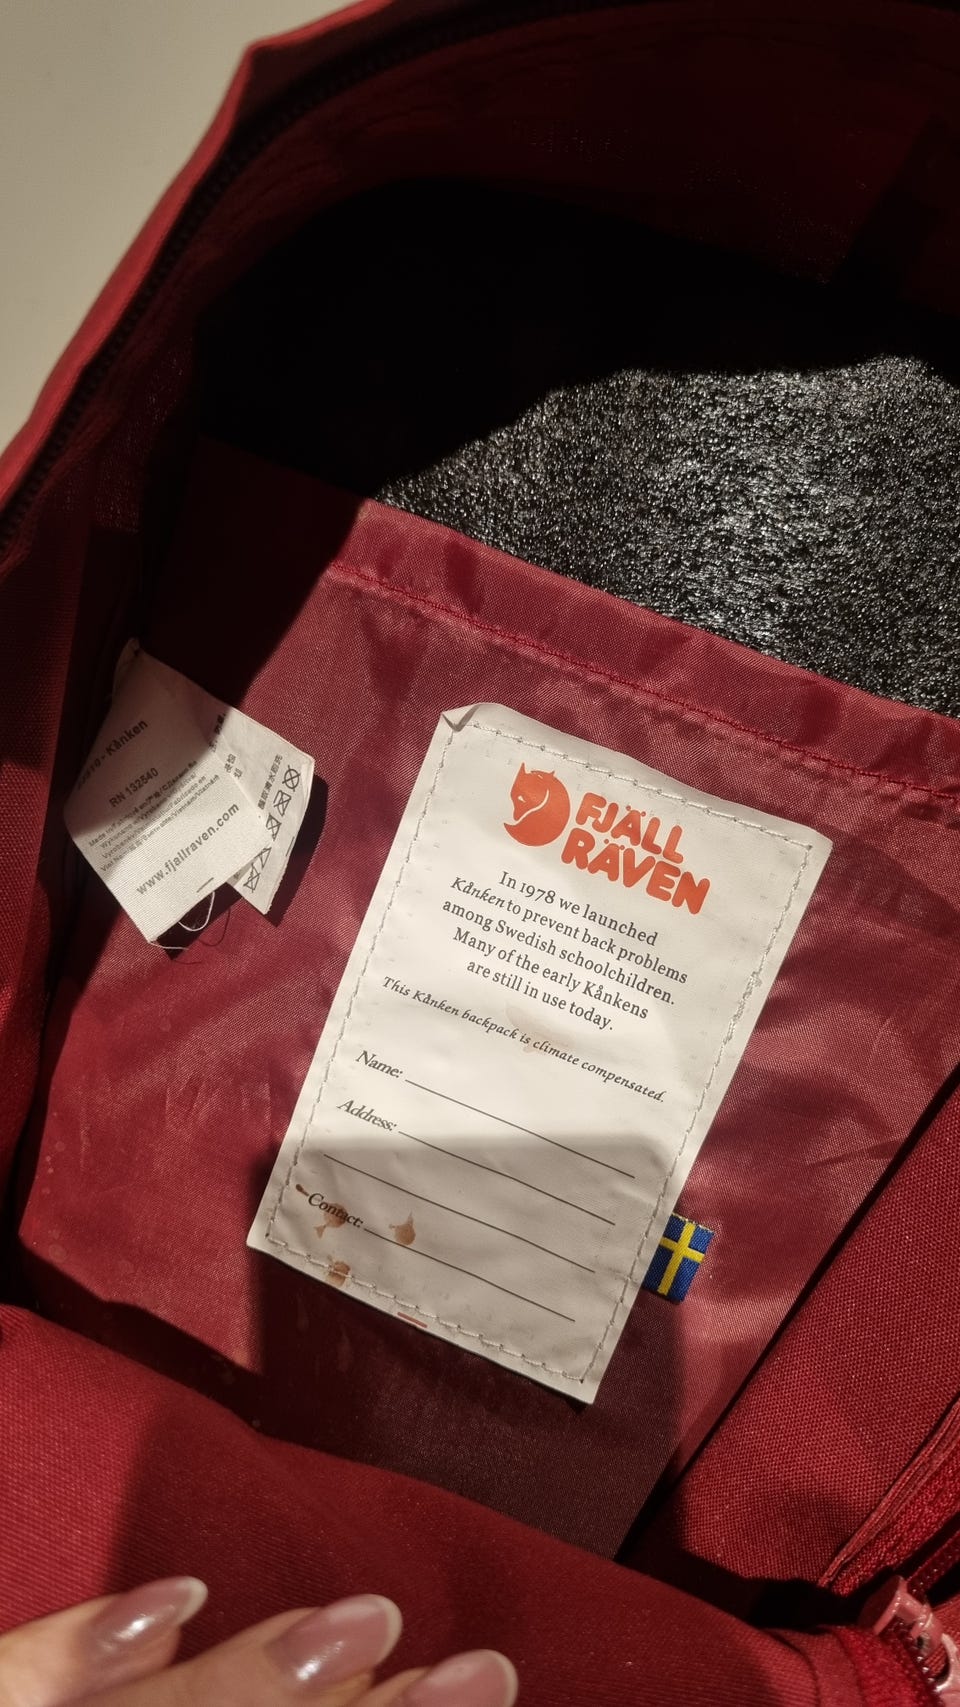 FJÄLL
RÄVEN
In 1978 we launched
Kånken to prevent back problems
among Swedish schoolchildren.
Many of the early Kånkens
are still in use today.
This Kånken backpack is climate compensated.
Name:
Address:
Contact:
Kånken
RN 132540
www.fjallraven.com